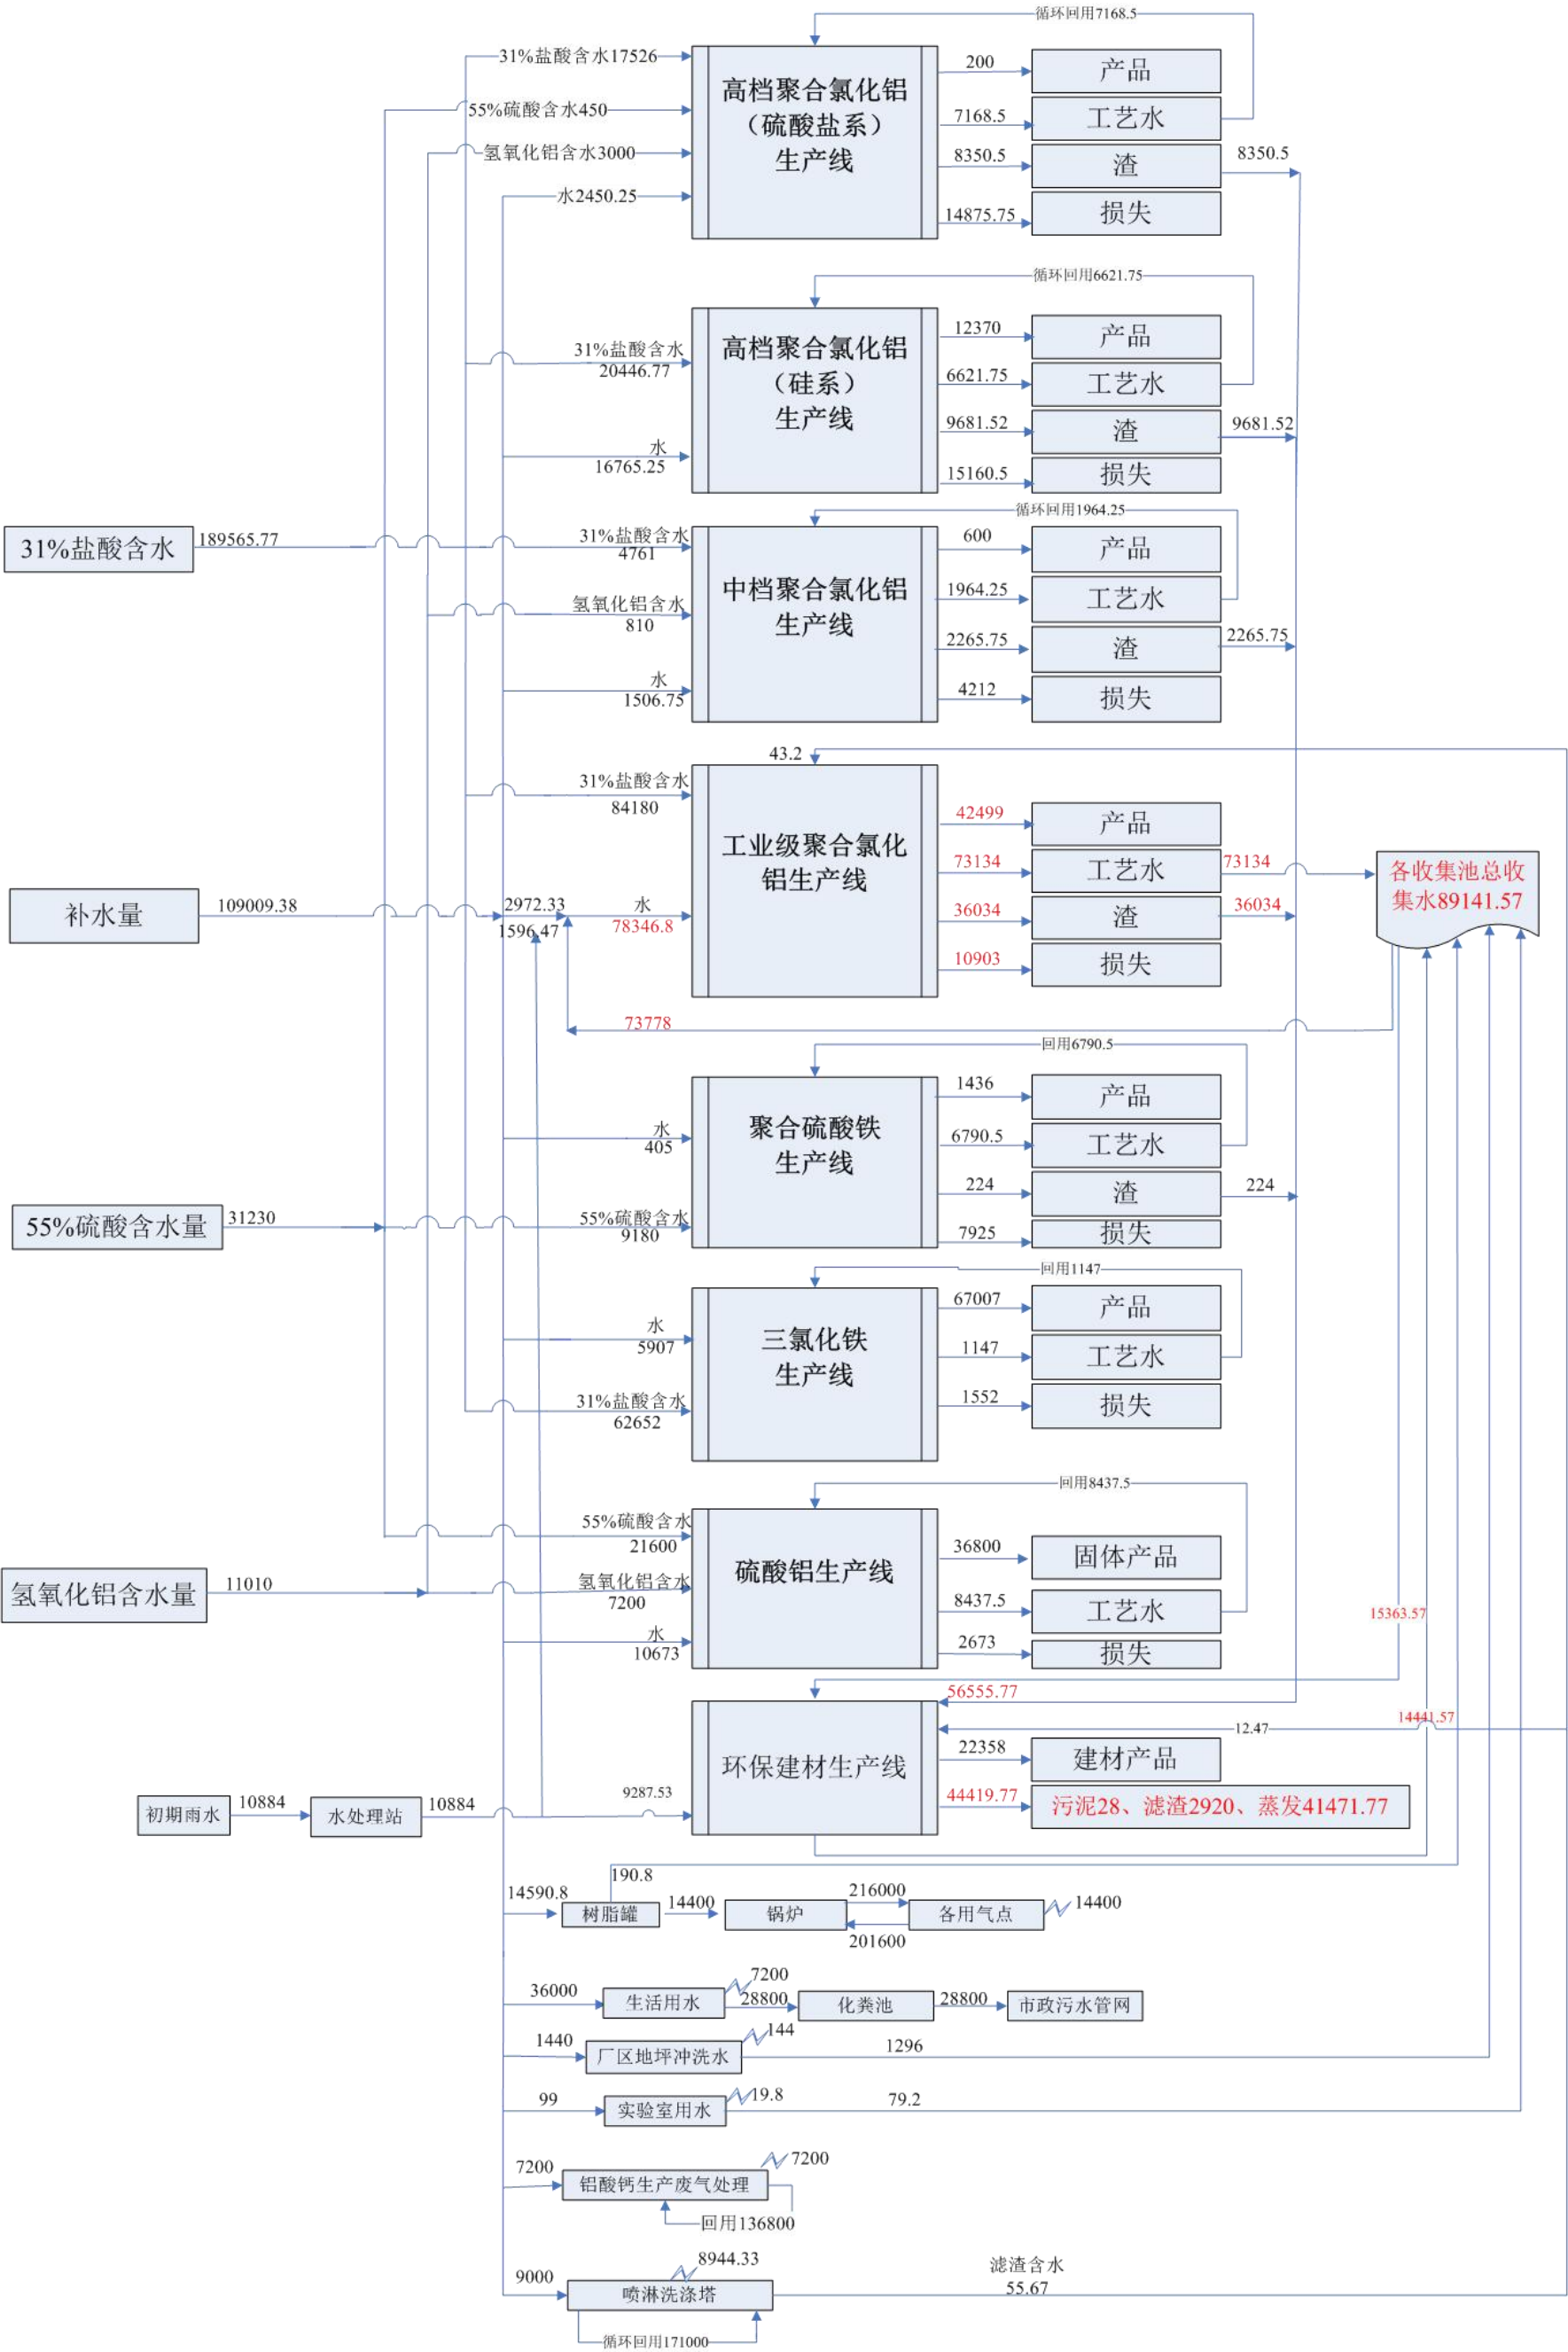 循环回用7168.5
31%盐酸含水17526
55%硫酸含水450
氢氧化铝含水3000
水2450.25
高档聚合氯化铝
（硫酸盐系）
生产线
200
产品
7168.5
工艺水
8350.5
渣
8350.5
14875.75
损失
循环回用6621.75
31%盐酸含水
20446.77
水
16765.25
高档聚合氯化铝
（硅系）
生产线
12370
产品
6621.75
工艺水
9681.52
渣
9681.52
15160.5
损失
循环回用1964.25
31%盐酸含水
189565.77
31%盐酸含水
4761
氢氧化铝含水
810
水
1506.75
中档聚合氯化铝
生产线
600
产品
1964.25
工艺水
2265.75
渣
2265.75
4212
损失
43.2
31%盐酸含水
84180
补水量
109009.38
2972.33
1596.47
水
78346.8
工业级聚合氯化
铝生产线
42499
产品
73134
工艺水
73134
36034
渣
36034
10903
损失
各收集池总收
集水89141.57
73778
回用6790.5
水
405
55%硫酸含水量
31230
55%硫酸含水
9180
聚合硫酸铁
生产线
1436
产品
6790.5
工艺水
224
渣
224
7925
损失
回用1147
水
5907
31%盐酸含水
62652
三氯化铁
生产线
67007
产品
1147
工艺水
1552
损失
回用8437.5
55%硫酸含水
21600
氢氧化铝含水量
11010
氢氧化铝含水
7200
水
10673
硫酸铝生产线
36800
固体产品
8437.5
工艺水
2673
损失
15363.57
56555.77
14441.57
12.47
环保建材生产线
22358
建材产品
44419.77
污泥28、滤渣2920、蒸发41471.77
初期雨水
10884
水处理站
10884
9287.53
190.8
14590.8
树脂罐
14400
锅炉
216000
201600
各用气点
14400
36000
生活用水
7200
28800
化粪池
28800
市政污水管网
1440
厂区地坪冲洗水
144
1296
99
实验室用水
19.8
79.2
7200
铝酸钙生产废气处理
7200
回用136800
9000
喷淋洗涤塔
8944.33
滤渣含水
55.67
循环回用171000